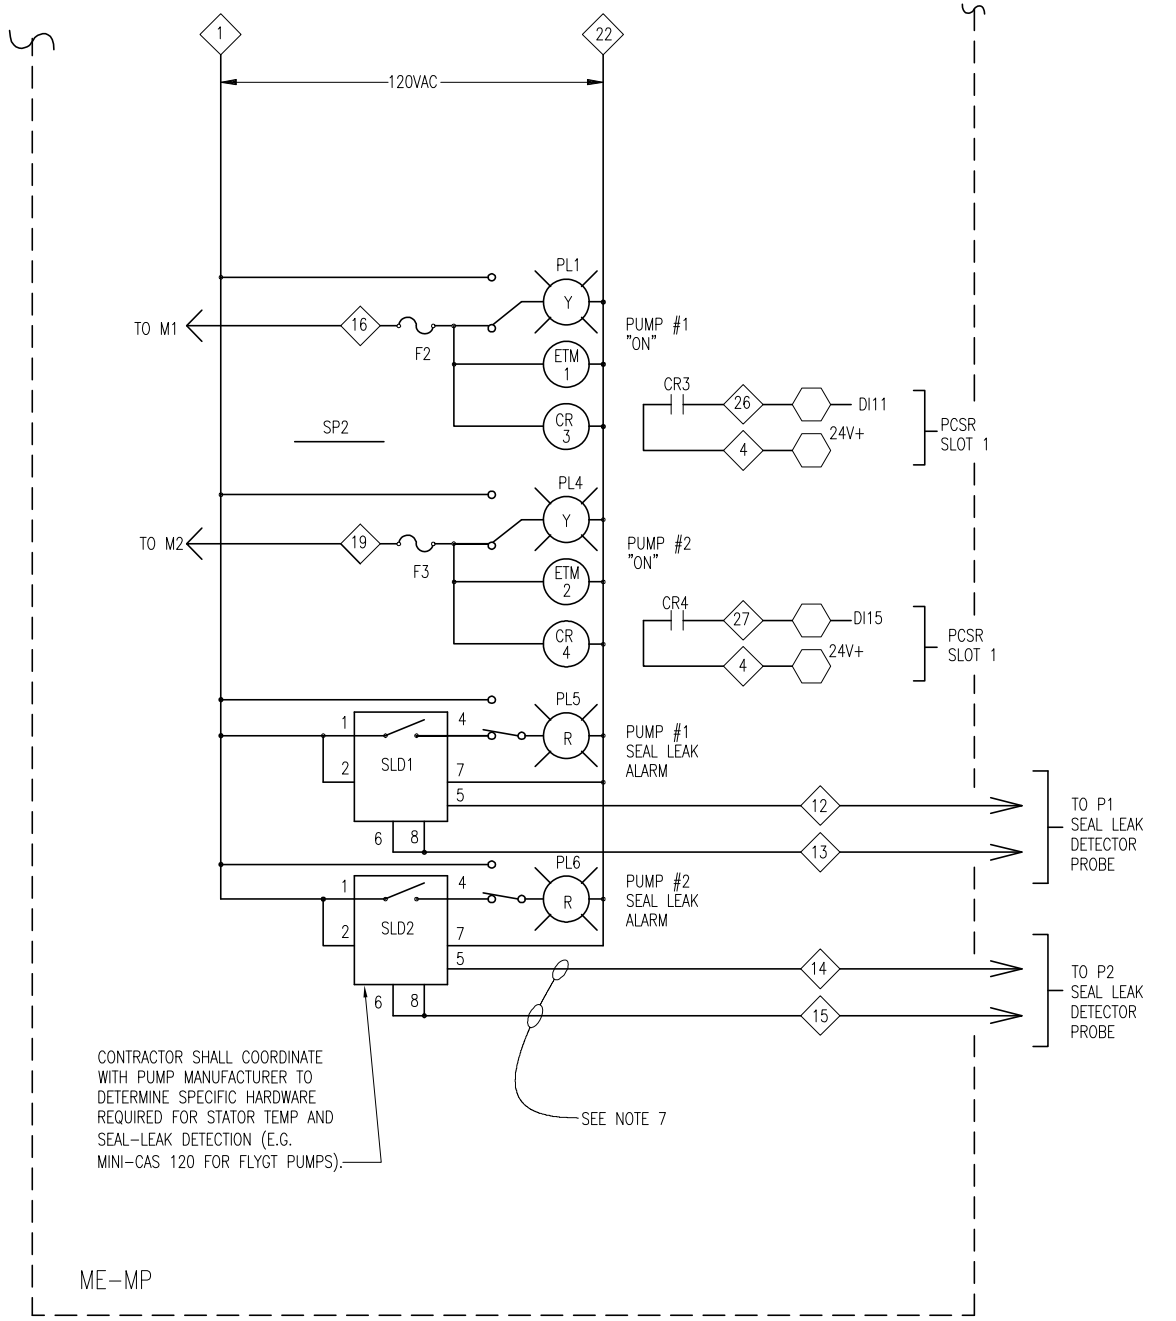 1
22
120VAC
PL1
Y
TO M1
16
F2
PUMP #1
"ON"
ETM
1
CR
3
SP2
CR3
26
DI11
4
24V+
PCSR
SLOT 1
PL4
Y
TO M2
19
F3
PUMP #2
"ON"
ETM
2
CR
4
CR4
27
DI15
4
24V+
PCSR
SLOT 1
PL5
1
4
R
PUMP #1
SEAL LEAK
ALARM
2
SLD1
7
5
12
6
8
13
TO P1
SEAL LEAK
DETECTOR
PROBE
PL6
1
4
R
PUMP #2
SEAL LEAK
ALARM
2
SLD2
7
5
14
6
8
15
TO P2
SEAL LEAK
DETECTOR
PROBE
CONTRACTOR SHALL COORDINATE
WITH PUMP MANUFACTURER TO
DETERMINE SPECIFIC HARDWARE
REQUIRED FOR STATOR TEMP AND
SEAL-LEAK DETECTION (E.G.
MINI-CAS 120 FOR FLYGT PUMPS).
SEE NOTE 7
ME-MP